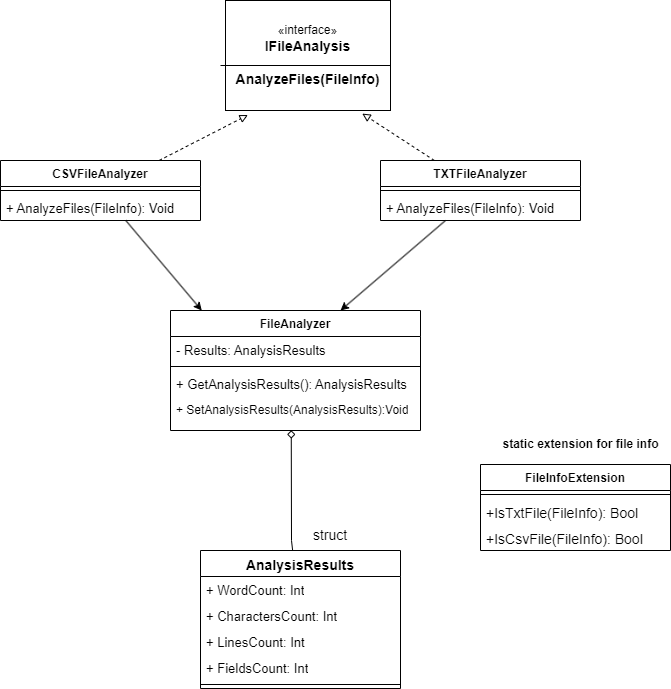 «interface»
IFileAnalysis
AnalyzeFiles(FileInfo)
CSVFileAnalyzer
+ AnalyzeFiles(FileInfo): Void
TXTFileAnalyzer
+ AnalyzeFiles(FileInfo): Void
FileAnalyzer
- Results: AnalysisResults
+ GetAnalysisResults(): AnalysisResults
+ SetAnalysisResults(AnalysisResults):Void
static extension for file info
FileInfoExtension
+IsTxtFile(FileInfo): Bool
+IsCsvFile(FileInfo): Bool
struct
AnalysisResults
+ WordCount: Int
+ CharactersCount: Int
+ LinesCount: Int
+ FieldsCount: Int